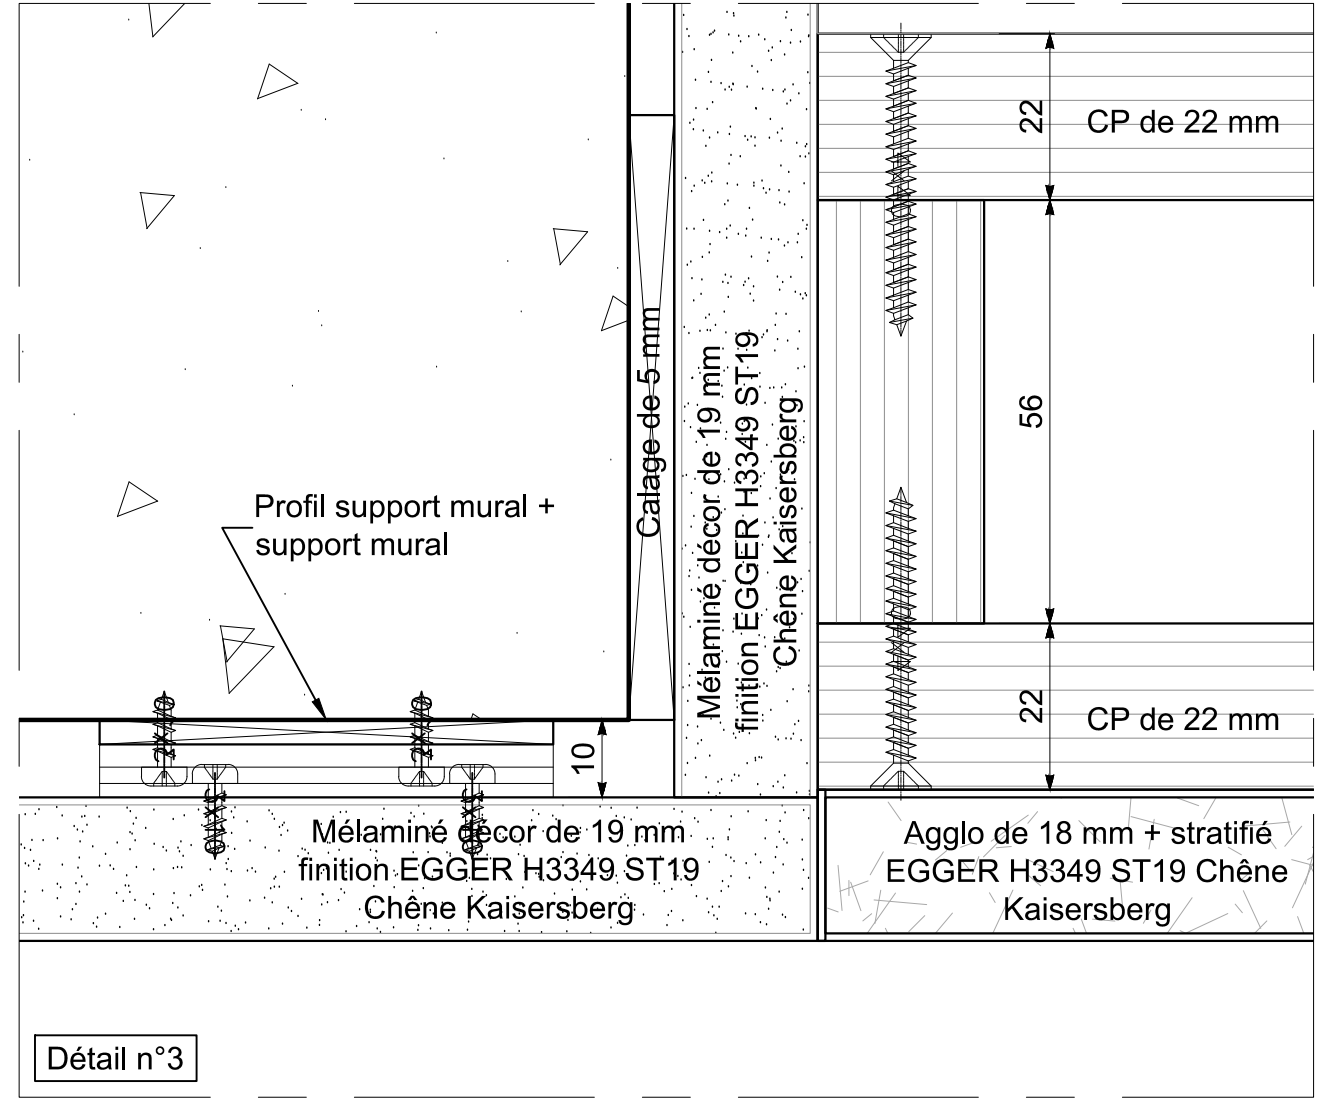 22
CP de 22 mm
Calage de 5 mm
Mélaminé décor de 19 mm
finition EGGER H3349 ST19
Chêne Kaisersberg
56
Profil support mural +
support mural
22
CP de 22 mm
10
Mélaminé décor de 19 mm
finition EGGER H3349 ST19
Chêne Kaisersberg
Agglo de 18 mm + stratifié
EGGER H3349 ST19 Chêne
Kaisersberg
Détail n°3